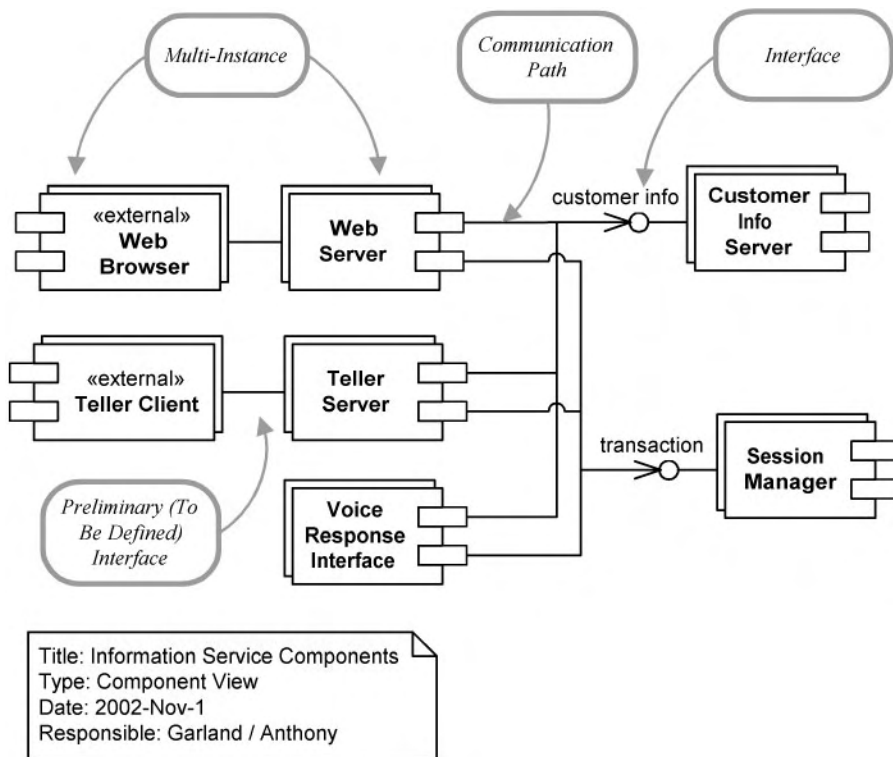 Multi-Instance
Communication
Path
Interface
«external»
Web
Browser
Web
Server
customer info
Customer
Info
Server
«external»
Teller Client
Teller
Server
transaction
Session
Manager
Preliminary (To
Be Defined)
Interface
Voice
Response
Interface
Title: Information Service Components
Type: Component View
Date: 2002-Nov-1
Responsible: Garland / Anthony